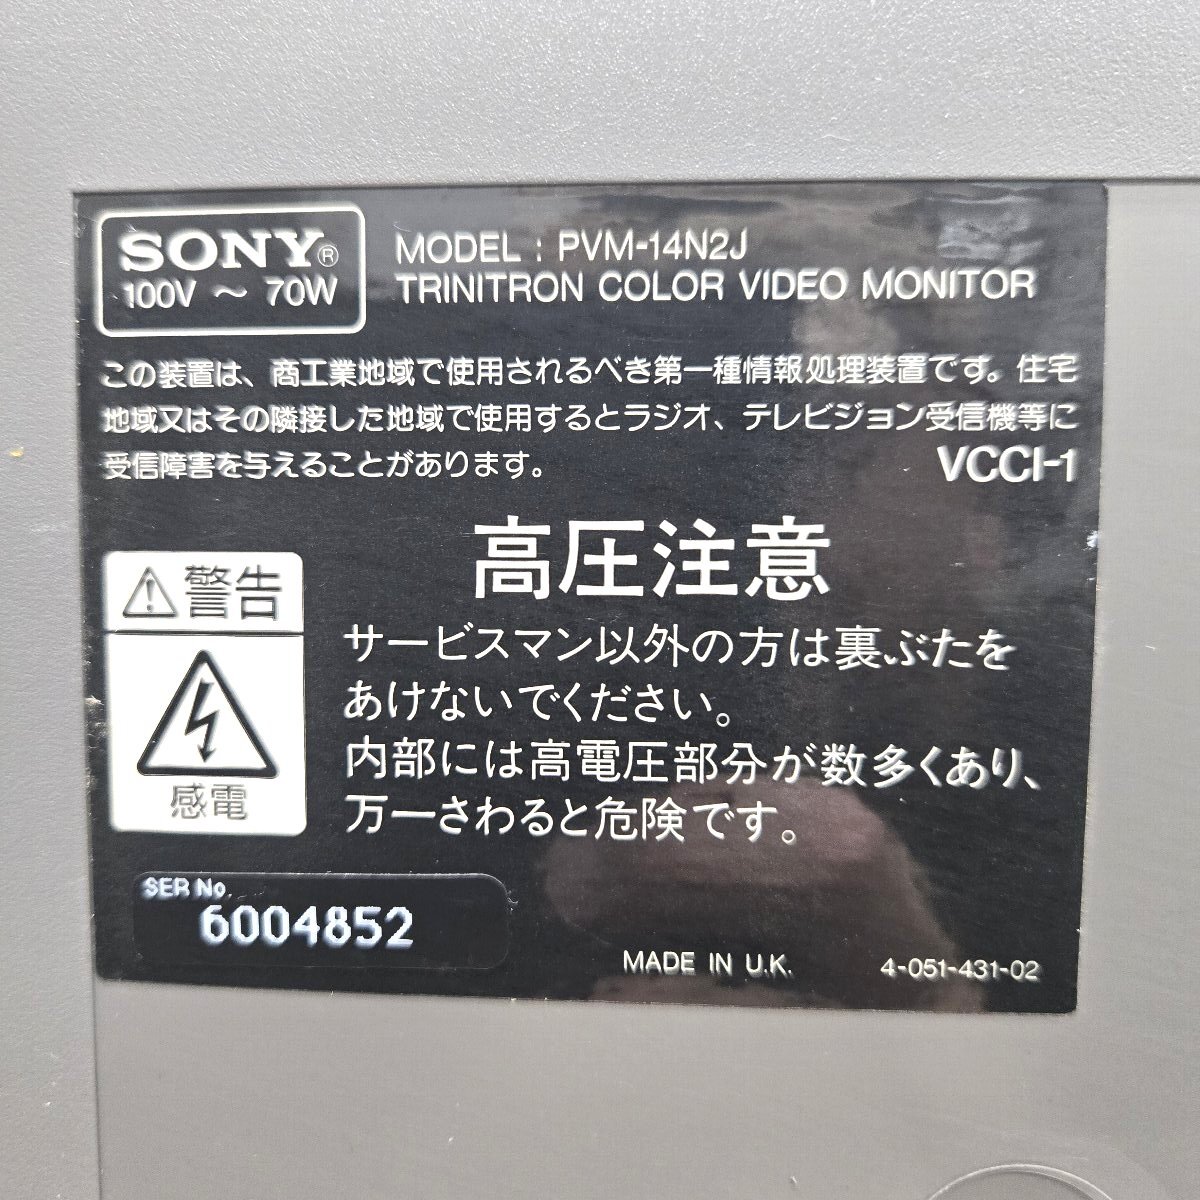 SONY®
100V ~ 70W
MODEL : PVM-14N2J
TRINITRON COLOR VIDEO MONITOR
この装置は、商工業地域で使用されるべき第一種情報処理装置です。住宅
地域又はその隣接した地域で使用するとラジオ、テレビジョン受信機等に
受信障害を与えることがあります。
VCCI-1
⚠警告
感電
高圧注意
サービスマン以外の方は裏ぶたを
あけないでください。
内部には高電圧部分が数多くあり、
万一さわると危険です。
SER No.
6004852
MADE IN U.K.
4-051-431-02